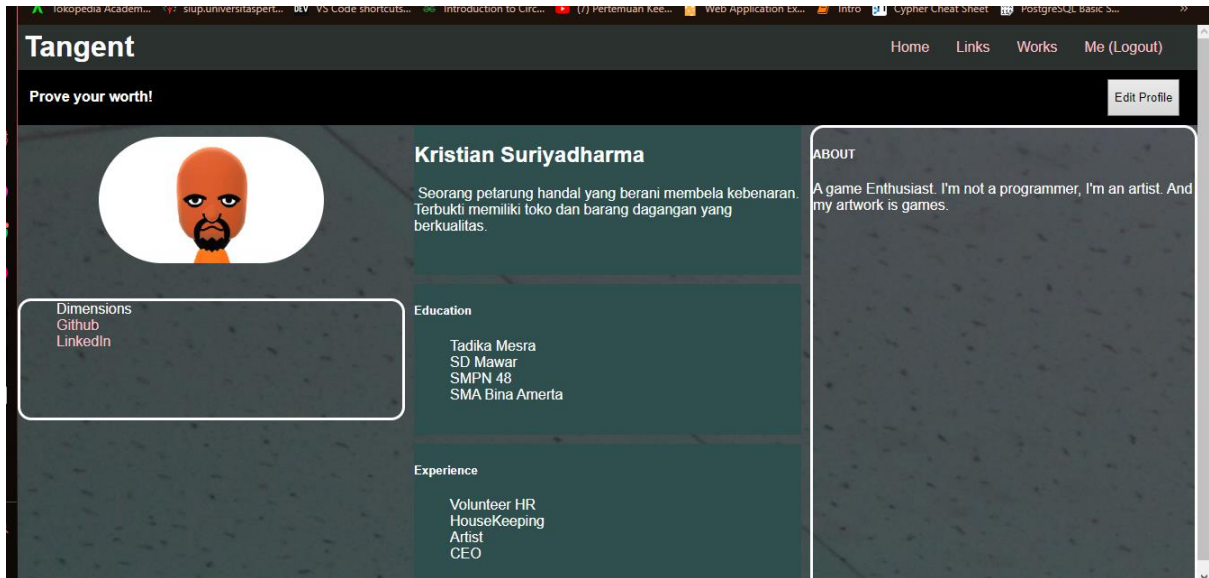 Tokopedia Academ... siup.universitaspert... DEV VS Code shortcuts... Introduction to Circ... (7) Pertemuan Kee... Web Application Ex... Intro Cypher Cheat Sheet PostgreSQL Basic S... »
Tangent
Home Links Works Me (Logout)
Prove your worth!
Edit Profile
Dimensions
Github
LinkedIn
Kristian Suriyadharma
Seorang petarung handal yang berani membela kebenaran.
Terbukti memiliki toko dan barang dagangan yang
berkualitas.
Education
Tadika Mesra
SD Mawar
SMPN 48
SMA Bina Amerta
Experience
Volunteer HR
HouseKeeping
Artist
CEO
ABOUT
A game Enthusiast. I'm not a programmer, I'm an artist. And
my artwork is games.